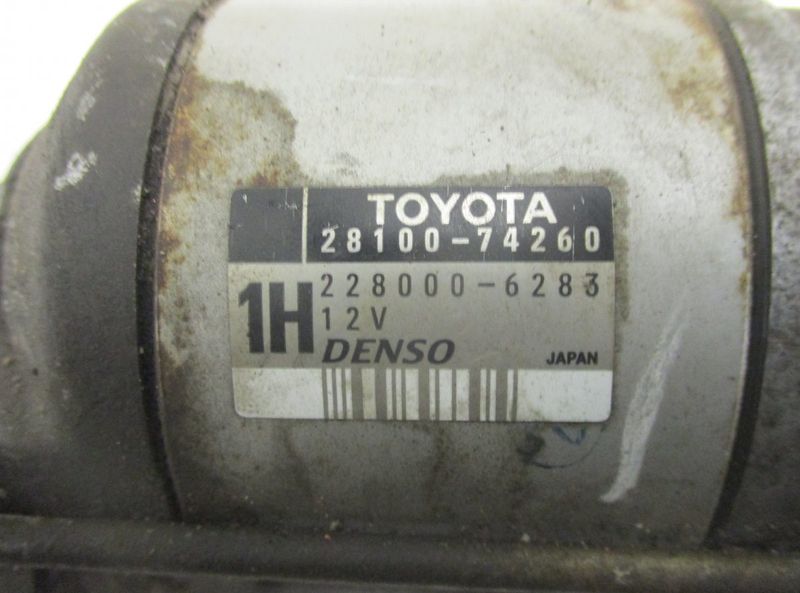 TOYOTA
28100-74260
1H
228000-6283
12V
DENSO
JAPAN